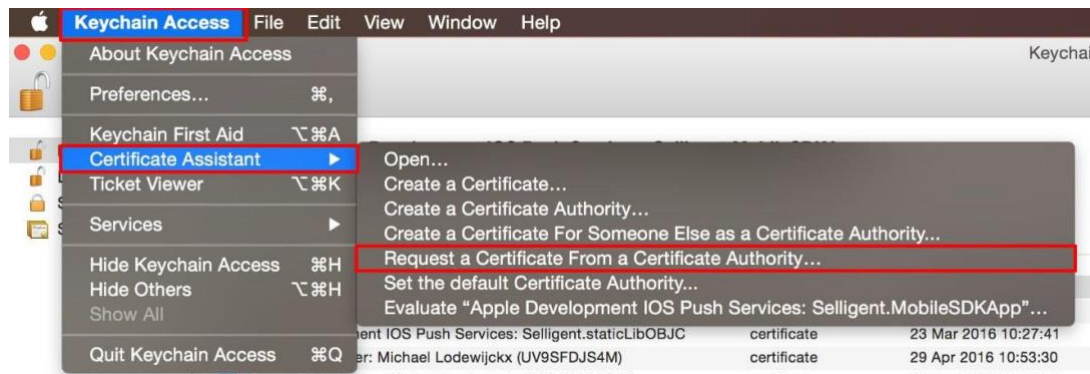 Keychain Access File Edit View Window Help
About Keychain Access
Keychai
Preferences... ⌘,
Keychain First Aid ⌥⌘A
Certificate Assistant ▶
Open...
Ticket Viewer ⌥⌘K
Create a Certificate...
Create a Certificate Authority...
Services ▶
Create a Certificate For Someone Else as a Certificate Authority...
Request a Certificate From a Certificate Authority...
Hide Keychain Access ⌘H
Set the default Certificate Authority...
Hide Others ⌥⌘H
Evaluate “Apple Development IOS Push Services: Selligent.MobileSDKApp”...
Show All
ent IOS Push Services: Selligent.staticLibOBJC certificate 23 Mar 2016 10:27:41
Quit Keychain Access ⌘Q
er: Michael Lodewijckx (UV9SFDJS4M) certificate 29 Apr 2016 10:53:30